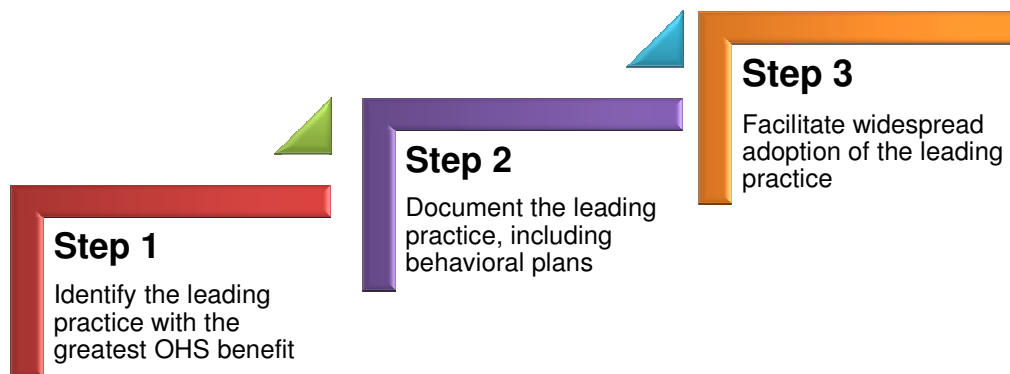 Step 1
Identify the leading
practice with the
greatest OHS benefit
Step 2
Document the leading
practice, including
behavioral plans
Step 3
Facilitate widespread
adoption of the leading
practice